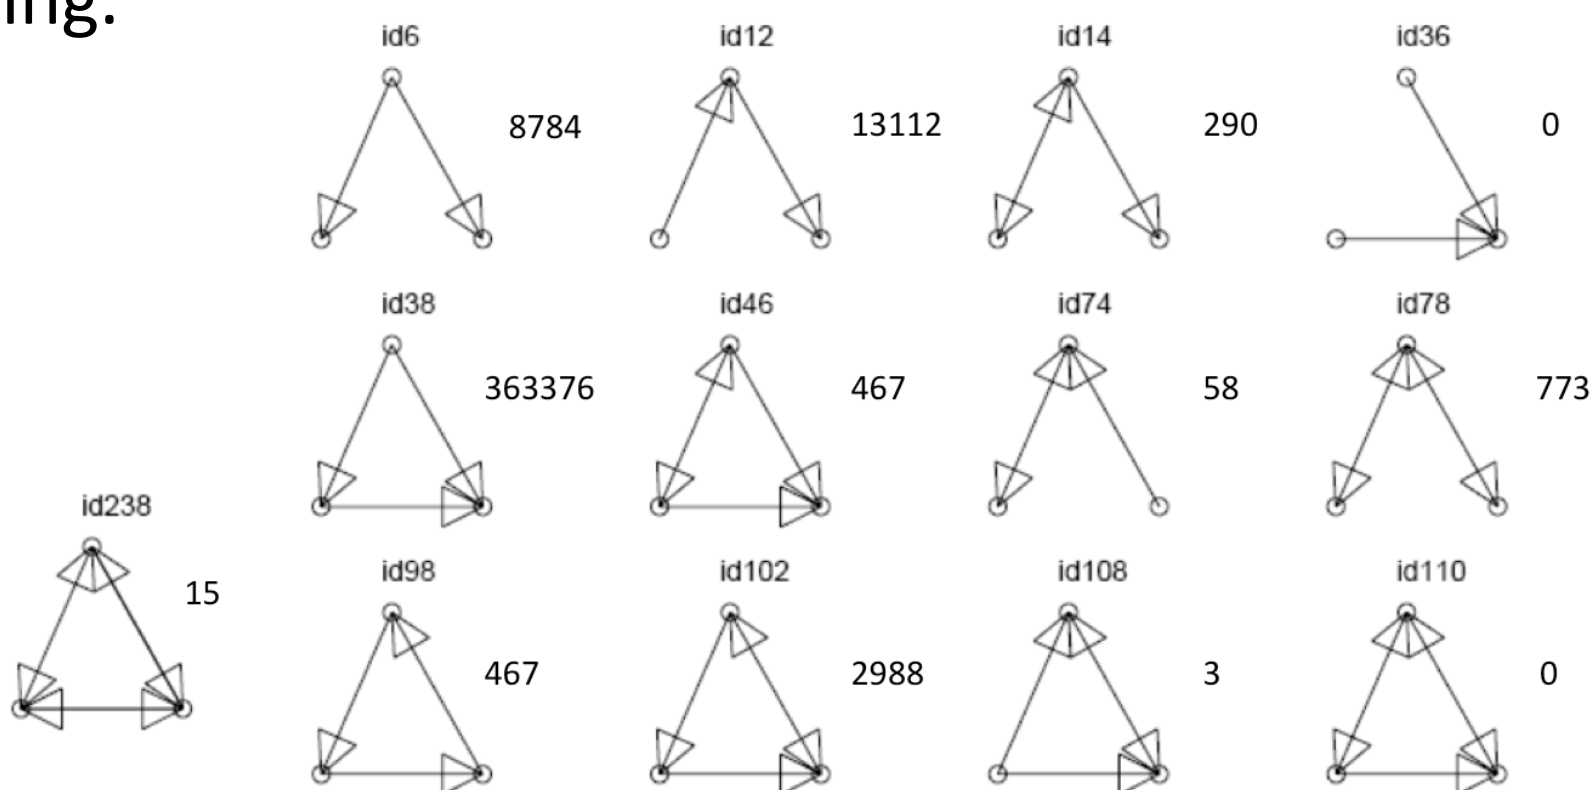 ing:
id6 id12 id14 id36
8784 13112 290 0
id38 id46 id74 id78
363376 467 58 773
id238
15
id98 id102 id108 id110
467 2988 3 0